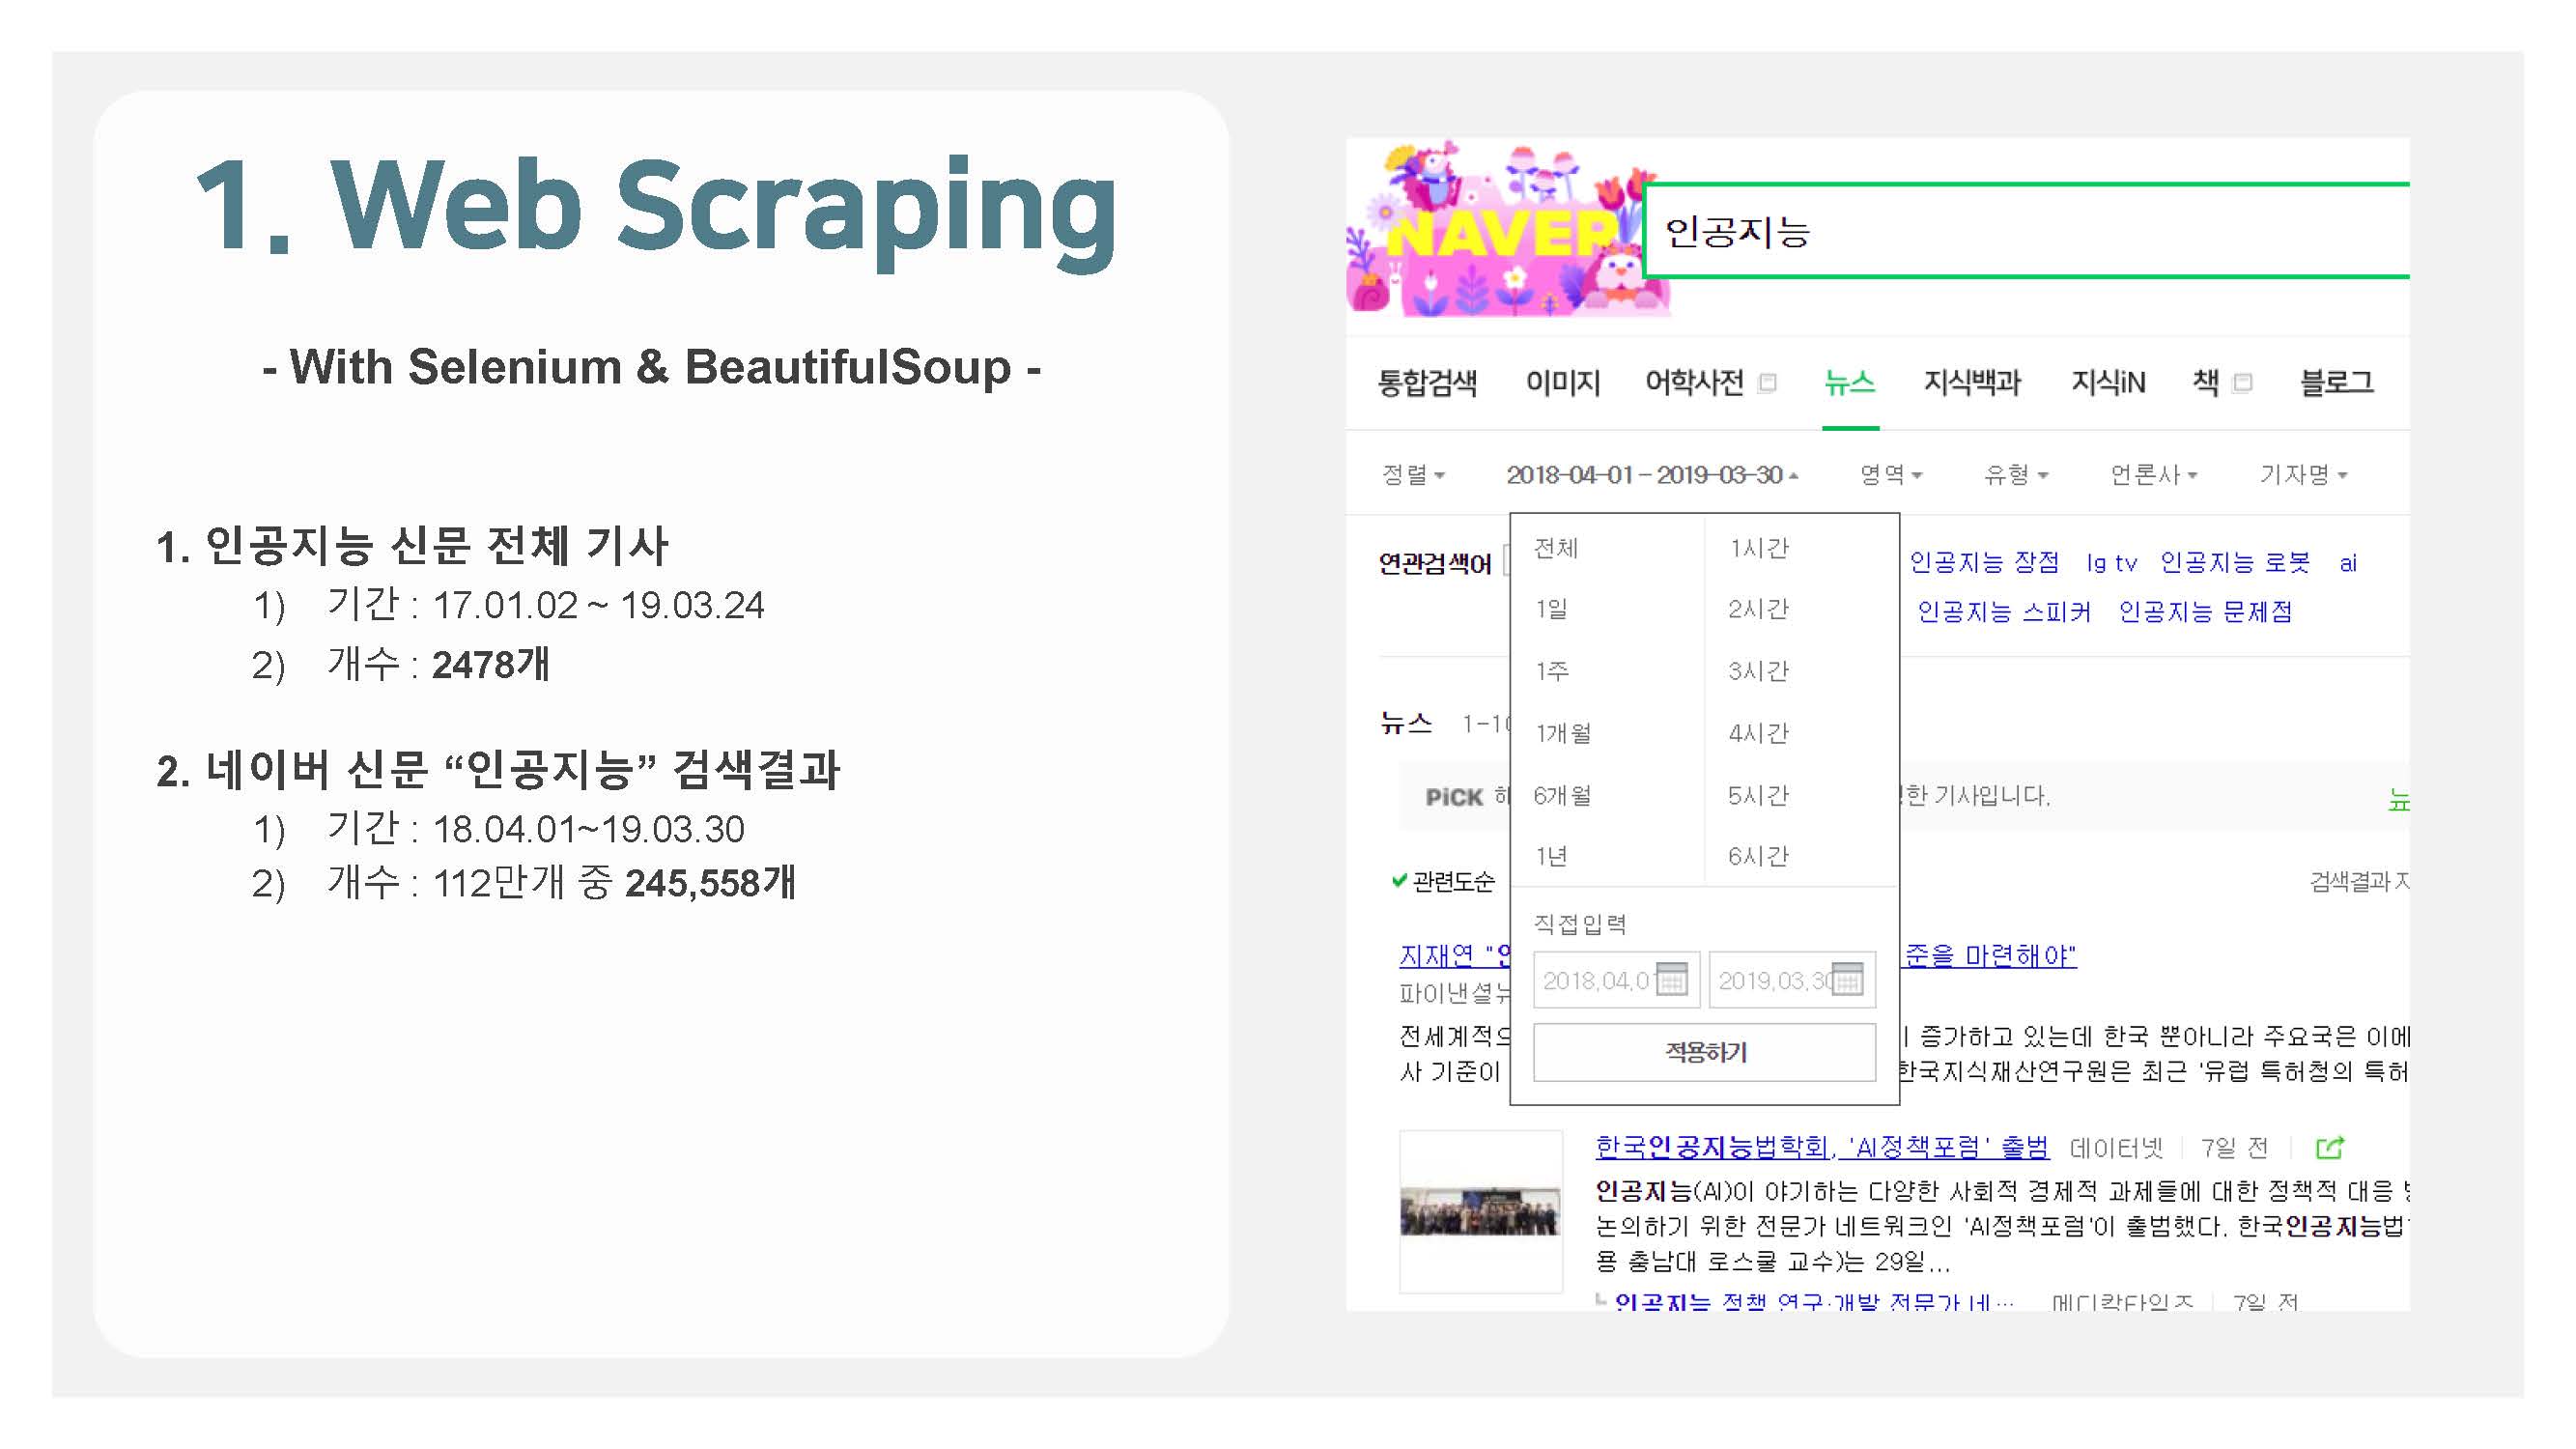 1. Web Scraping
- With Selenium & BeautifulSoup -
1. 인공지능 신문 전체 기사
1) 기간 : 17.01.02 ~ 19.03.24
2) 개수 : 2478개
2. 네이버 신문 “인공지능” 검색결과
1) 기간 : 18.04.01~19.03.30
2) 개수 : 112만개 중 245,558개
NAVER
인공지능
통합검색 이미지 어학사전 뉴스 지식백과 지식iN 책 블로그
정렬 2018-04-01 - 2019-03-30 영역 유형 언론사 기자명
연관검색어 인공지능 장점 lg tv 인공지능 로봇 ai
인공지능 스피커 인공지능 문제점
전체 1시간
1일 2시간
1주 3시간
1개월 4시간
6개월 5시간
1년 6시간
직접입력
2018.04.0 2019.03.30
적용하기
뉴스 1-10
PiCK 한 기사입니다.
관련도순 검색결과
지재연 " 준을 마련해야"
파이낸셜뉴
전세계적으 증가하고 있는데 한국 뿐아니라 주요국은 이에
사 기준이 한국지식재산연구원은 최근 '유럽 특허청의 특허
한국인공지능법학회, 'AI정책포럼' 출범 데이터넷 7일 전
인공지능(AI)이 야기하는 다양한 사회적 경제적 과제들에 대한 정책적 대응
논의하기 위한 전문가 네트워크인 'AI정책포럼'이 출범했다. 한국인공지능법
용 충남대 로스쿨 교수)는 29일...
인공지능 정책 연구·개발 전문가 네… 메디칼타임즈 7일 전